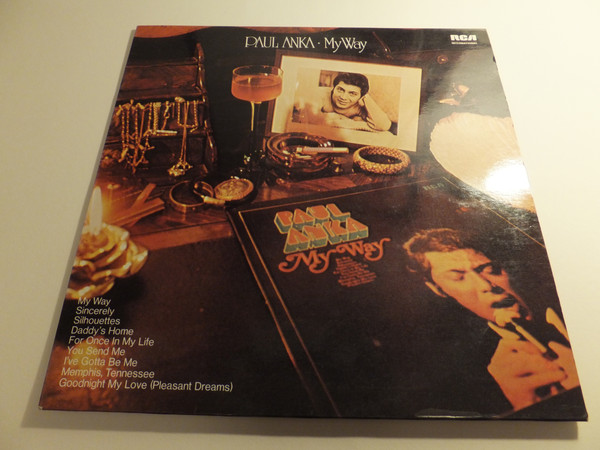 PAUL ANKA · My Way
RCA
PAUL
ANKA
My Way
My Way
Sincerely
Silhouettes
Daddy's Home
For Once In My Life
You Send Me
I've Gotta Be Me
Memphis, Tennessee
Goodnight My Love (Pleasant Dreams)